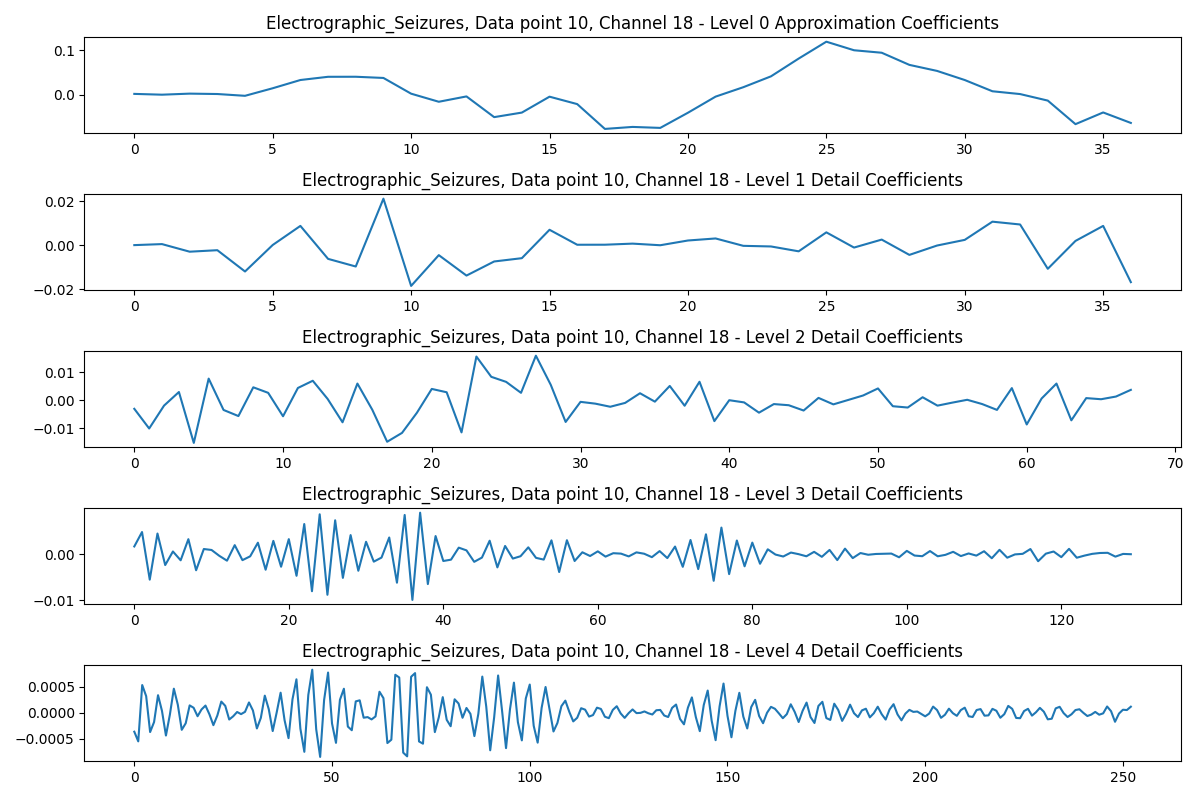 Electrographic_Seizures, Data point 10, Channel 18 - Level 0 Approximation Coefficients
0.1
0.0
0 5 10 15 20 25 30 35
Electrographic_Seizures, Data point 10, Channel 18 - Level 1 Detail Coefficients
0.02
0.00
−0.02
0 5 10 15 20 25 30 35
Electrographic_Seizures, Data point 10, Channel 18 - Level 2 Detail Coefficients
0.01
0.00
−0.01
0 10 20 30 40 50 60 70
Electrographic_Seizures, Data point 10, Channel 18 - Level 3 Detail Coefficients
0.00
−0.01
0 20 40 60 80 100 120
Electrographic_Seizures, Data point 10, Channel 18 - Level 4 Detail Coefficients
0.0005
0.0000
−0.0005
0 50 100 150 200 250